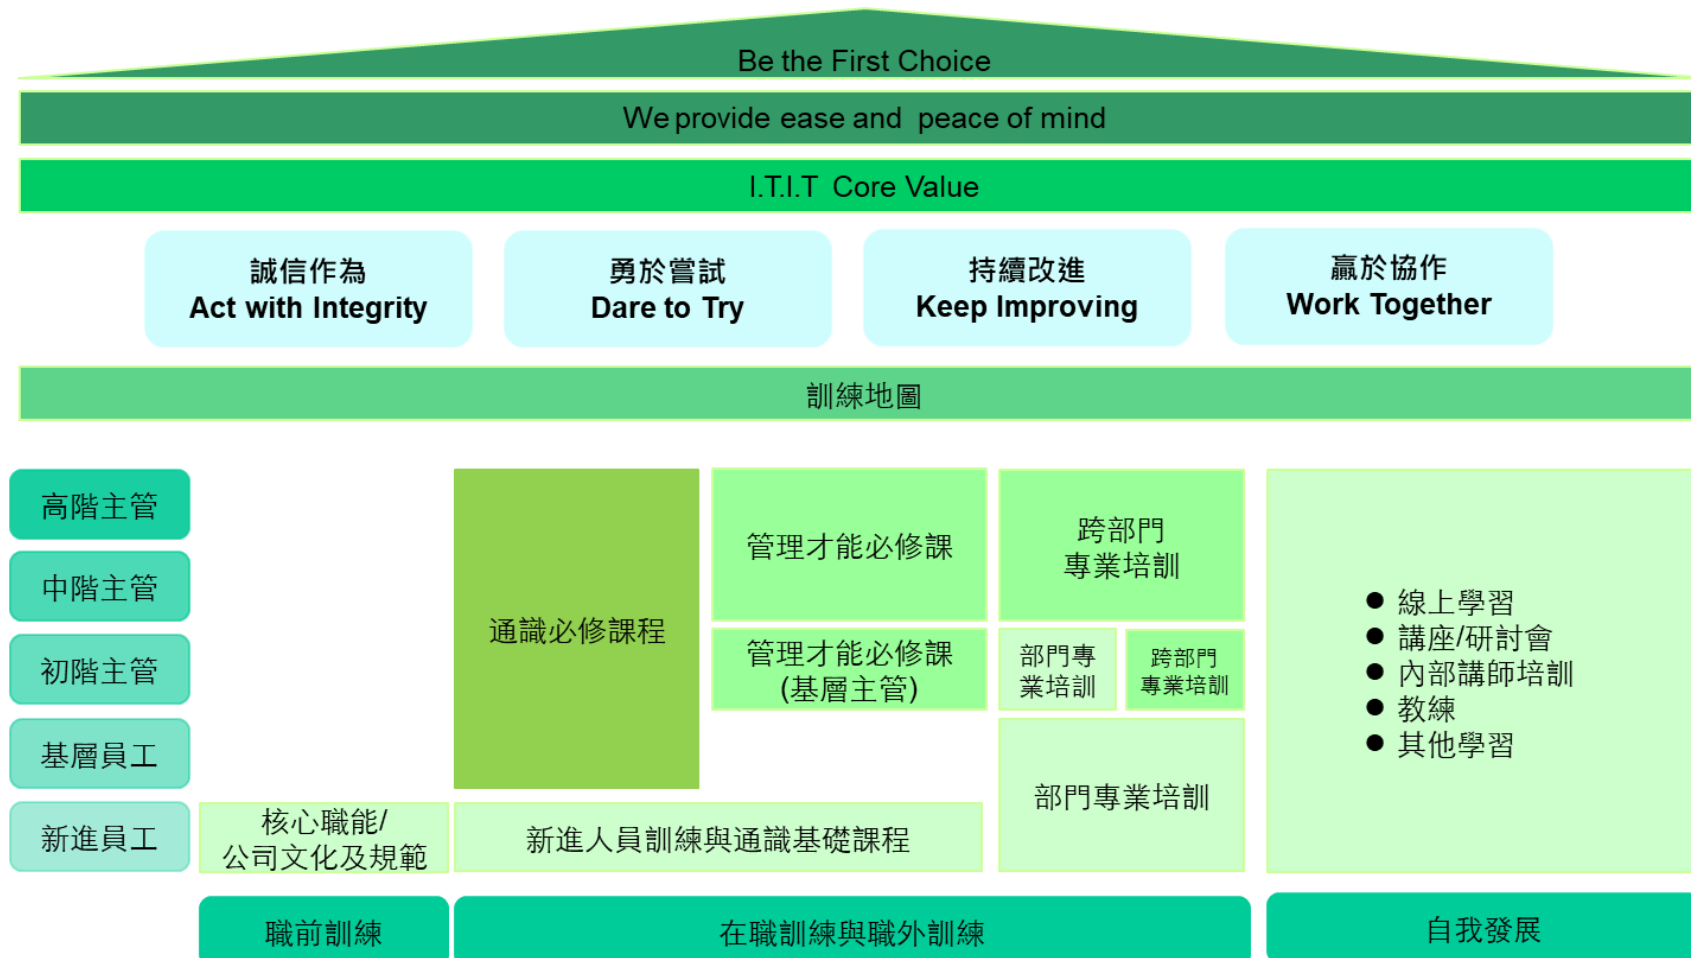 Be the First Choice
We provide ease and peace of mind
I.T.I.T Core Value
誠信作為
Act with Integrity
勇於嘗試
Dare to Try
持續改進
Keep Improving
贏於協作
Work Together
訓練地圖
高階主管
中階主管
初階主管
基層員工
新進員工
核心職能/
公司文化及規範
通識必修課程
新進人員訓練與通識基礎課程
管理才能必修課
管理才能必修課
(基層主管)
跨部門
專業培訓
部門專
業培訓
跨部門
專業培訓
部門專業培訓
● 線上學習
● 講座/研討會
● 內部講師培訓
● 教練
● 其他學習
職前訓練
在職訓練與職外訓練
自我發展